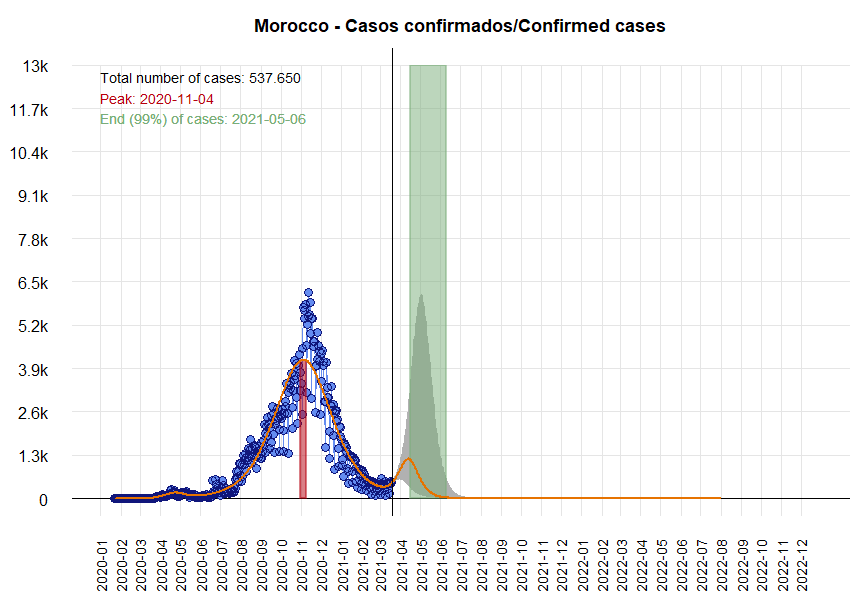 Morocco - Casos confirmados/Confirmed cases
13k
Total number of cases: 537.650
Peak: 2020-11-04
End (99%) of cases: 2021-05-06
11.7k
10.4k
9.1k
7.8k
6.5k
5.2k
3.9k
2.6k
1.3k
0
2020-01
2020-02
2020-03
2020-04
2020-05
2020-06
2020-07
2020-08
2020-09
2020-10
2020-11
2020-12
2021-01
2021-02
2021-03
2021-04
2021-05
2021-06
2021-07
2021-08
2021-09
2021-10
2021-11
2021-12
2022-01
2022-02
2022-03
2022-04
2022-05
2022-06
2022-07
2022-08
2022-09
2022-10
2022-11
2022-12